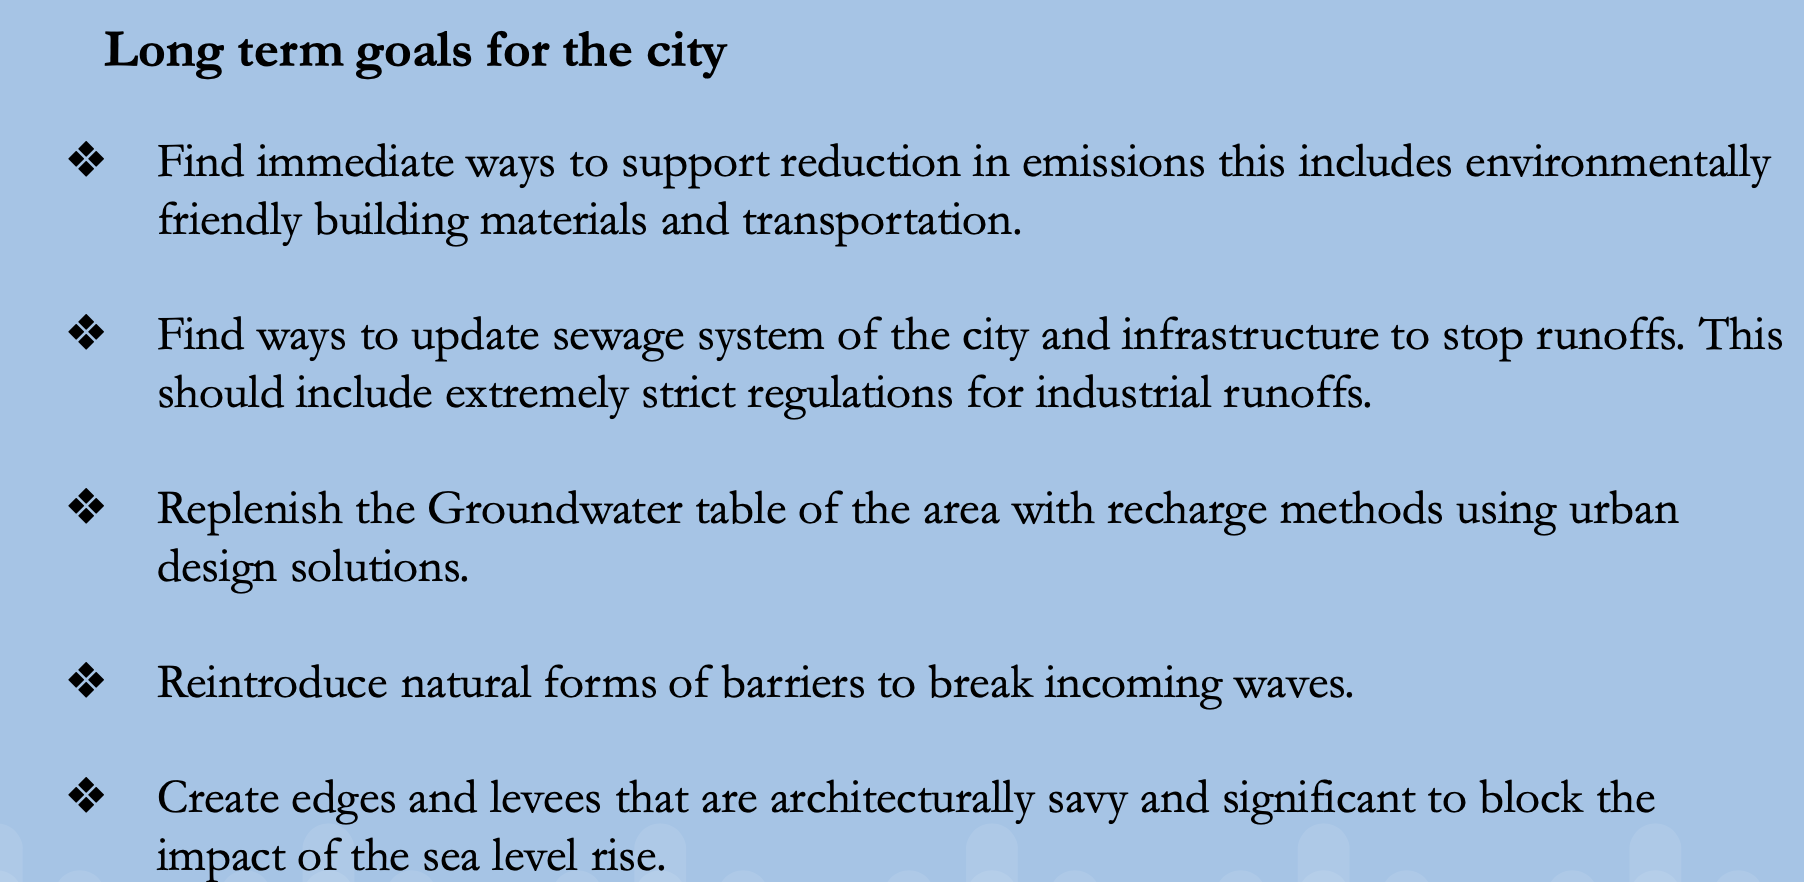 Long term goals for the city
❖ Find immediate ways to support reduction in emissions this includes environmentally
friendly building materials and transportation.
❖ Find ways to update sewage system of the city and infrastructure to stop runoffs. This
should include extremely strict regulations for industrial runoffs.
❖ Replenish the Groundwater table of the area with recharge methods using urban
design solutions.
❖ Reintroduce natural forms of barriers to break incoming waves.
❖ Create edges and levees that are architecturally savy and significant to block the
impact of the sea level rise.